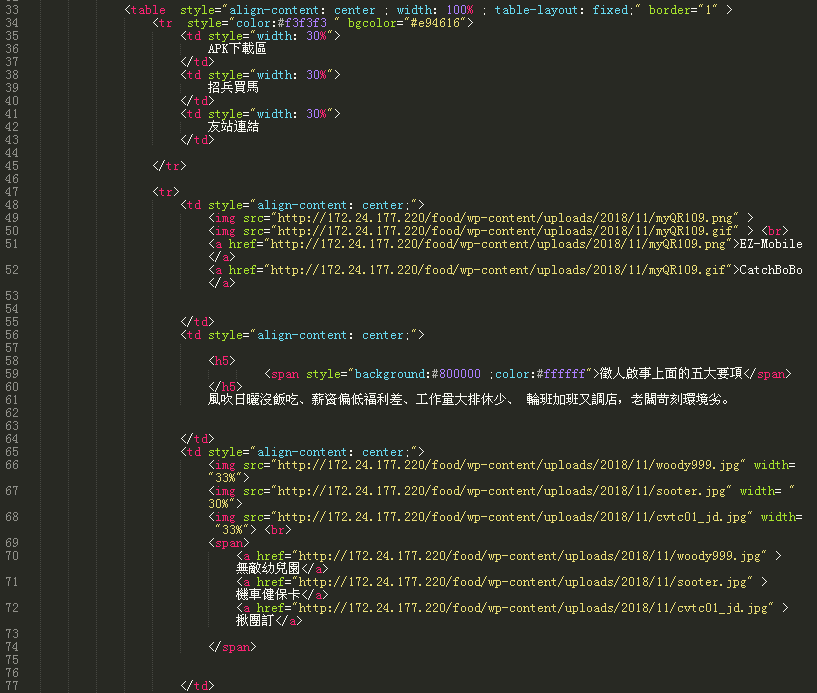 33 <table  style="align-content: center ; width: 100% ; table-layout: fixed;" border="1" >
34 <tr  style="color:#f3f3f3 " bgcolor="#e94616">
35 <td style="width: 30%">
36 APK下載區
37 </td>
38 <td style="width: 30%">
39 招兵買馬
40 </td>
41 <td style="width: 30%">
42 友站連結
43 </td>
44
45 </tr>
46
47 <tr>
48 <td style="align-content: center;">
49 <img src="http://172.24.177.220/food/wp-content/uploads/2018/11/myQR109.png" >
50 <img src="http://172.24.177.220/food/wp-content/uploads/2018/11/myQR109.gif" > <br>
51 <a href="http://172.24.177.220/food/wp-content/uploads/2018/11/myQR109.png">EZ-Mobile
</a>
52 <a href="http://172.24.177.220/food/wp-content/uploads/2018/11/myQR109.gif">CatchBoBo
</a>
53
54
55 </td>
56 <td style="align-content: center;">
57
58 <h5>
59 <span style="background:#800000 ;color:#ffffff">徵人啟事上面的五大要項</span>
60 </h5>
61 風吹日曬沒飯吃、薪資偏低福利差、工作量大排休少、 輪班加班又調店，老闆苛刻環境劣。
62
63
64 </td>
65 <td style="align-content: center;">
66 <img src="http://172.24.177.220/food/wp-content/uploads/2018/11/woody999.jpg" width=
"33%">
67 <img src="http://172.24.177.220/food/wp-content/uploads/2018/11/sooter.jpg" width= "
30%">
68 <img src="http://172.24.177.220/food/wp-content/uploads/2018/11/cvtc01_jd.jpg" width=
"33%"> <br>
69 <span>
70 <a href="http://172.24.177.220/food/wp-content/uploads/2018/11/woody999.jpg" >
無敵幼兒園</a>
71 <a href="http://172.24.177.220/food/wp-content/uploads/2018/11/sooter.jpg" >
機車健保卡</a>
72 <a href="http://172.24.177.220/food/wp-content/uploads/2018/11/cvtc01_jd.jpg" >
揪團訂</a>
73
74 </span>
75
76
77 </td>